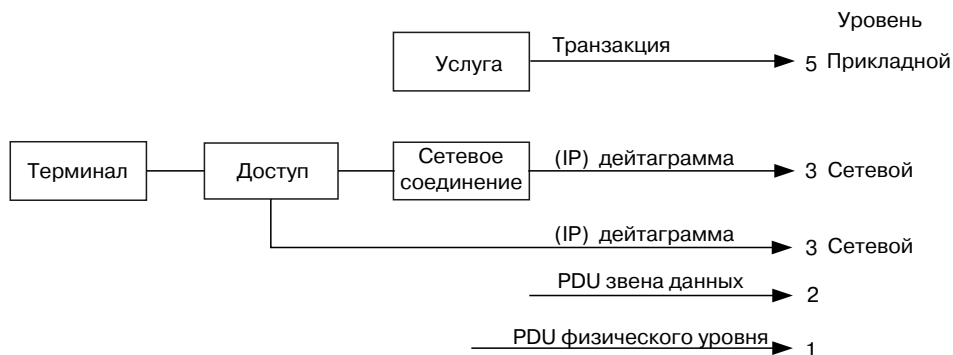 Уровень
Услуга
Транзакция
5 Прикладной
Терминал
Доступ
Сетевое
соединение
(IP) дейтаграмма
3 Сетевой
(IP) дейтаграмма
3 Сетевой
PDU звена данных
2
PDU физического уровня
1